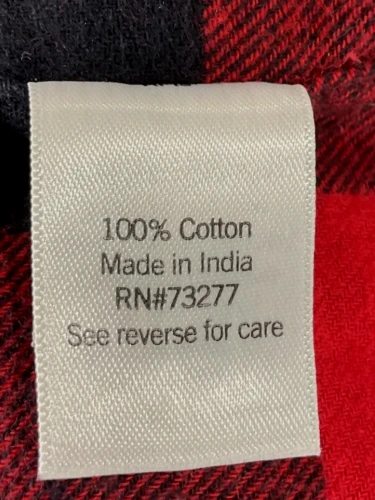 100% Cotton
Made in India
RN#73277
See reverse for care